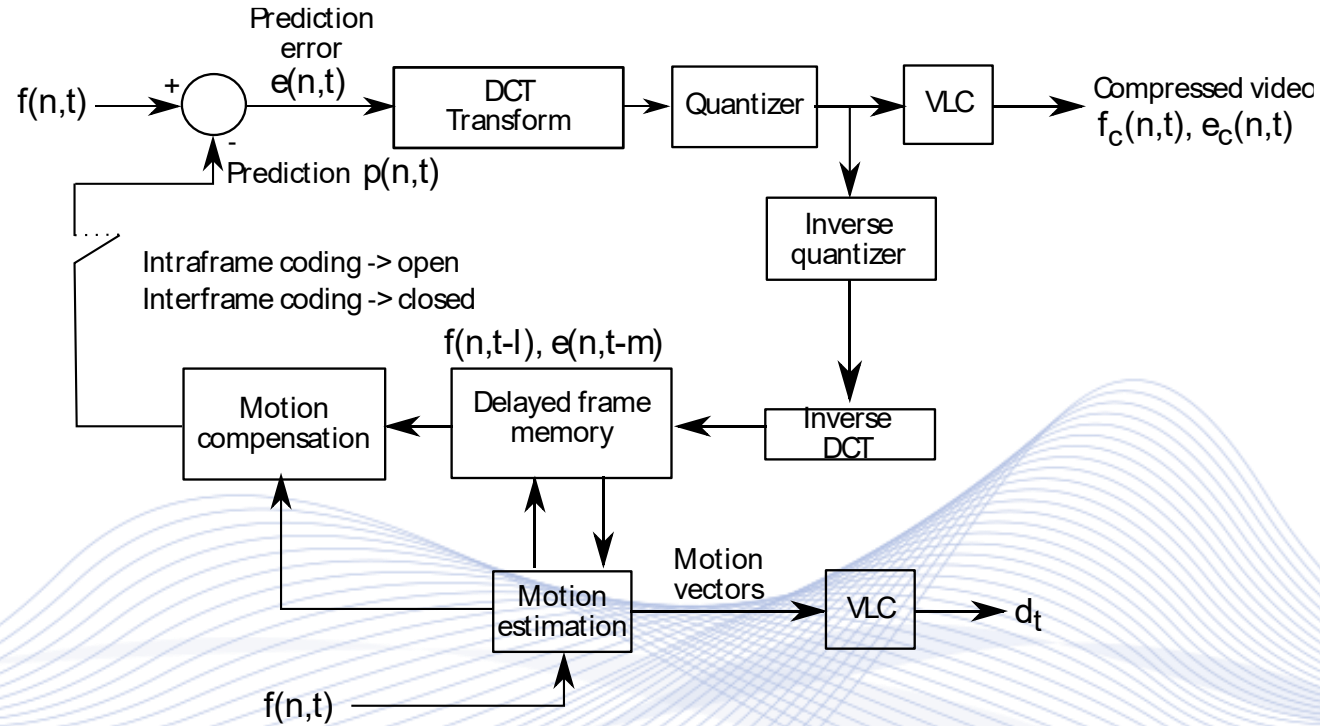 Prediction
error
e(n,t)
+
f(n,t)
DCT
Transform
Quantizer
VLC
Compressed video
f_c(n,t), e_c(n,t)
-
Prediction p(n,t)
Inverse
quantizer
Intraframe coding -> open
Interframe coding -> closed
f(n,t-l), e(n,t-m)
Motion
compensation
Delayed frame
memory
Inverse
DCT
Motion
vectors
Motion
estimation
VLC
d_t
f(n,t)